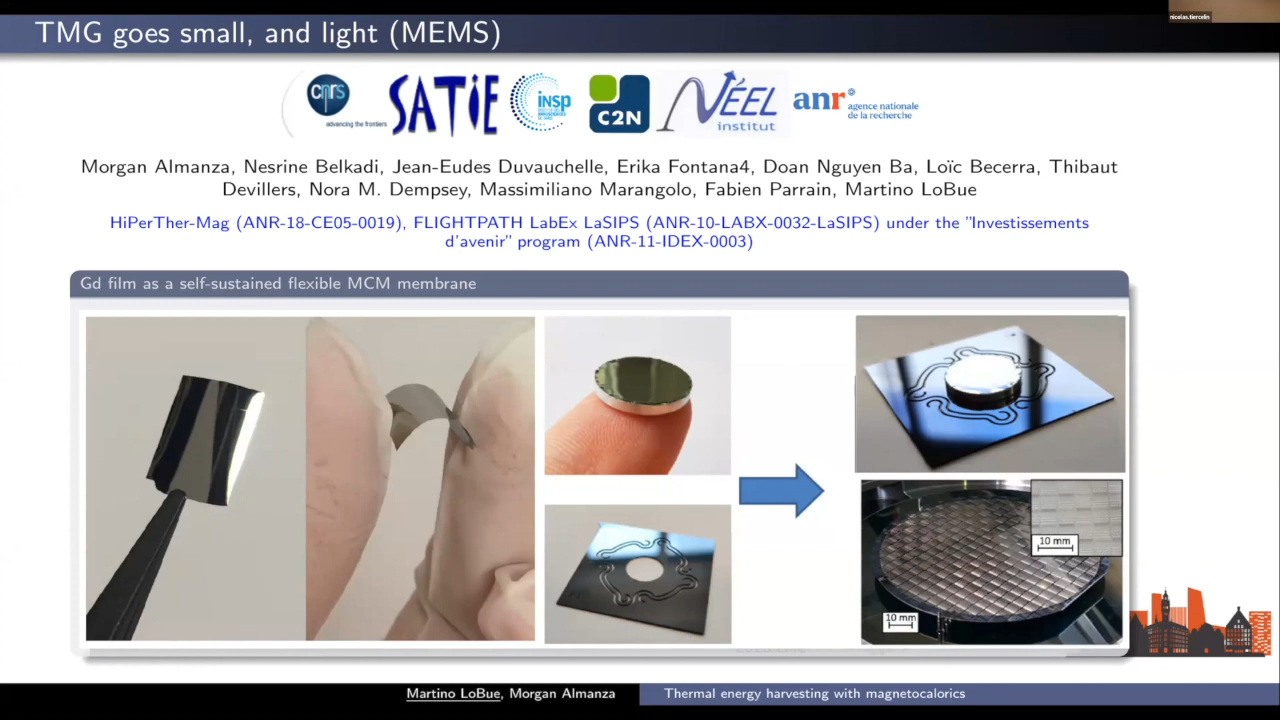 nicolas.tiercelin
TMG goes small, and light (MEMS)
cnrs
advancing the frontiers
SATIE
insp
C2N
NÉEL
institut
anr
agence nationale
de la recherche
Morgan Almanza, Nesrine Belkadi, Jean-Eudes Duvauchelle, Erika Fontana4, Doan Nguyen Ba, Loïc Becerra, Thibaut
Devillers, Nora M. Dempsey, Massimiliano Marangolo, Fabien Parrain, Martino LoBue
HiPerTher-Mag (ANR-18-CE05-0019), FLIGHTPATH LabEx LaSIPS (ANR-10-LABX-0032-LaSIPS) under the "Investissements
d'avenir" program (ANR-11-IDEX-0003)
Gd film as a self-sustained flexible MCM membrane
10 mm
10 mm
Martino LoBue, Morgan Almanza
Thermal energy harvesting with magnetocalorics